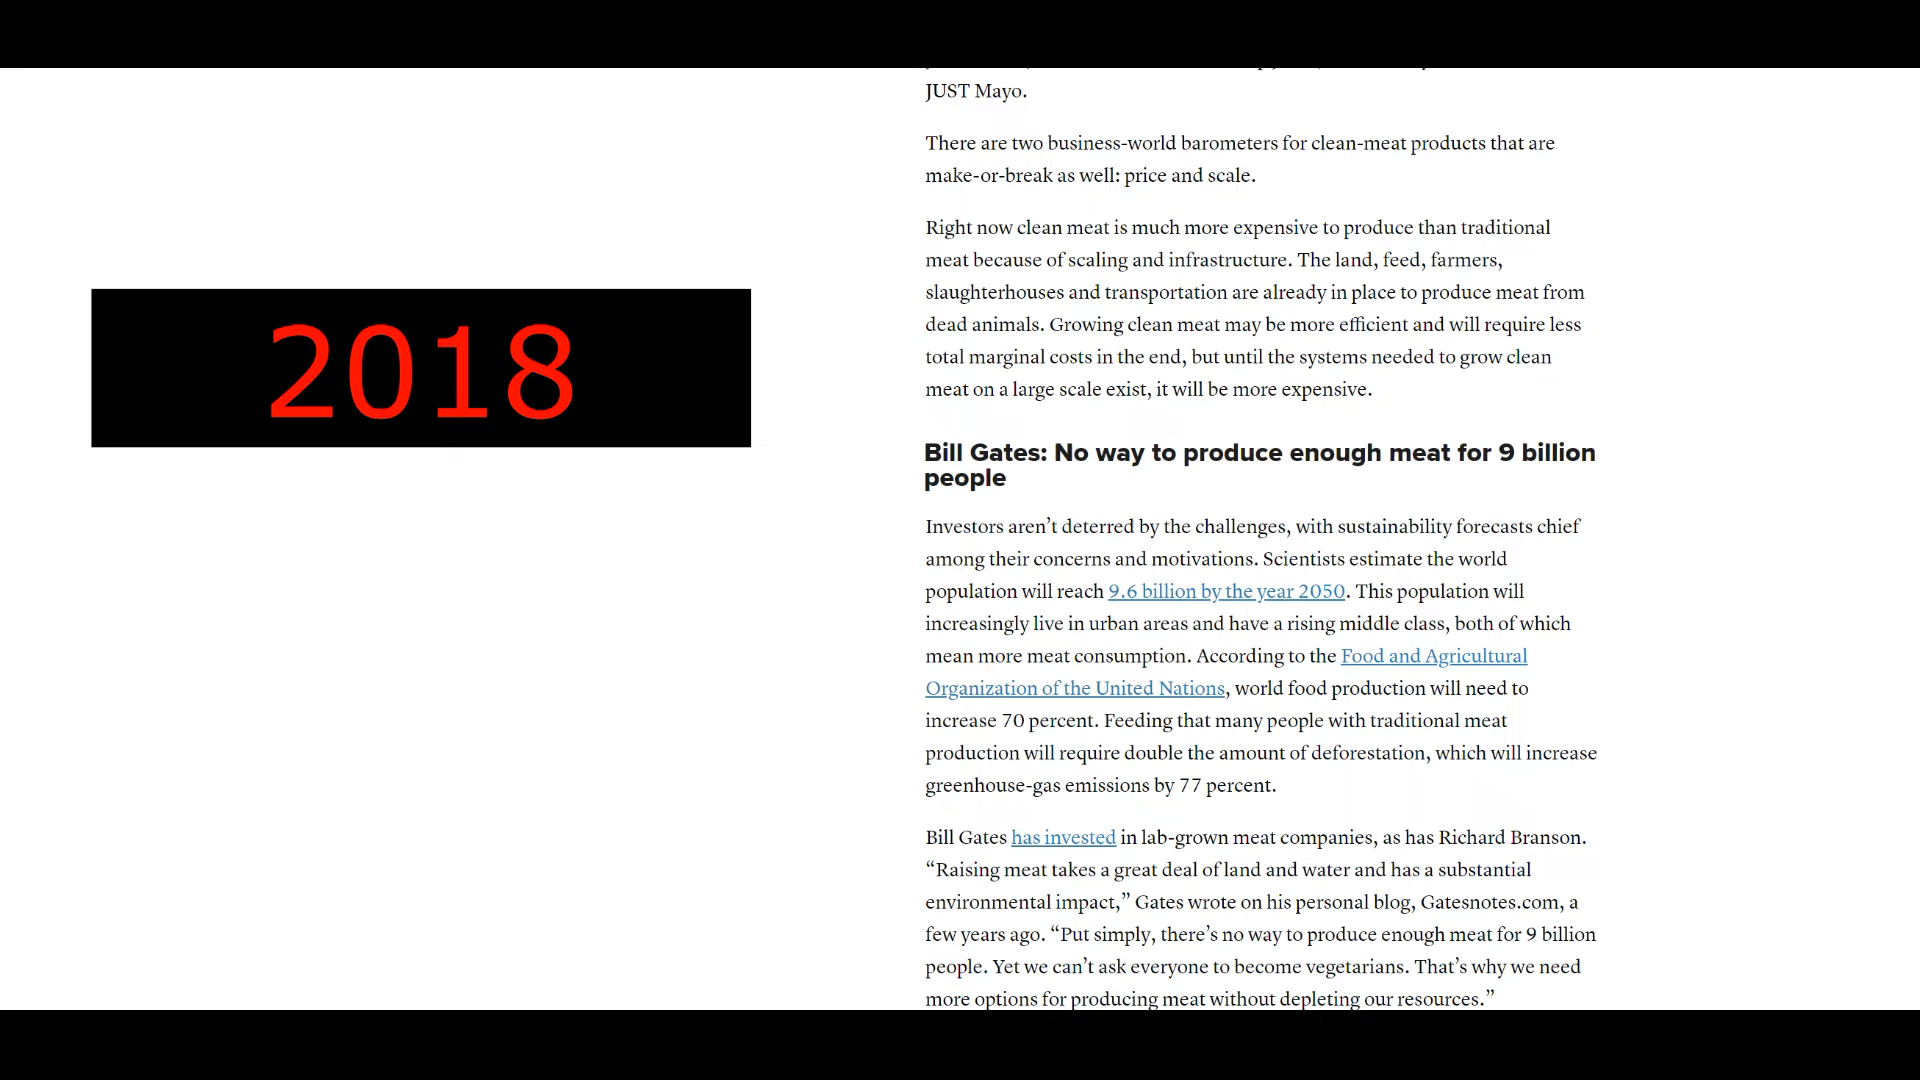 JUST Mayo.
There are two business-world barometers for clean-meat products that are
make-or-break as well: price and scale.
Right now clean meat is much more expensive to produce than traditional
meat because of scaling and infrastructure. The land, feed, farmers,
slaughterhouses and transportation are already in place to produce meat from
dead animals. Growing clean meat may be more efficient and will require less
total marginal costs in the end, but until the systems needed to grow clean
meat on a large scale exist, it will be more expensive.
2018
Bill Gates: No way to produce enough meat for 9 billion
people
Investors aren’t deterred by the challenges, with sustainability forecasts chief
among their concerns and motivations. Scientists estimate the world
population will reach 9.6 billion by the year 2050. This population will
increasingly live in urban areas and have a rising middle class, both of which
mean more meat consumption. According to the Food and Agricultural
Organization of the United Nations, world food production will need to
increase 70 percent. Feeding that many people with traditional meat
production will require double the amount of deforestation, which will increase
greenhouse-gas emissions by 77 percent.
Bill Gates has invested in lab-grown meat companies, as has Richard Branson.
“Raising meat takes a great deal of land and water and has a substantial
environmental impact,” Gates wrote on his personal blog, Gatesnotes.com, a
few years ago. “Put simply, there’s no way to produce enough meat for 9 billion
people. Yet we can’t ask everyone to become vegetarians. That’s why we need
more options for producing meat without depleting our resources.”